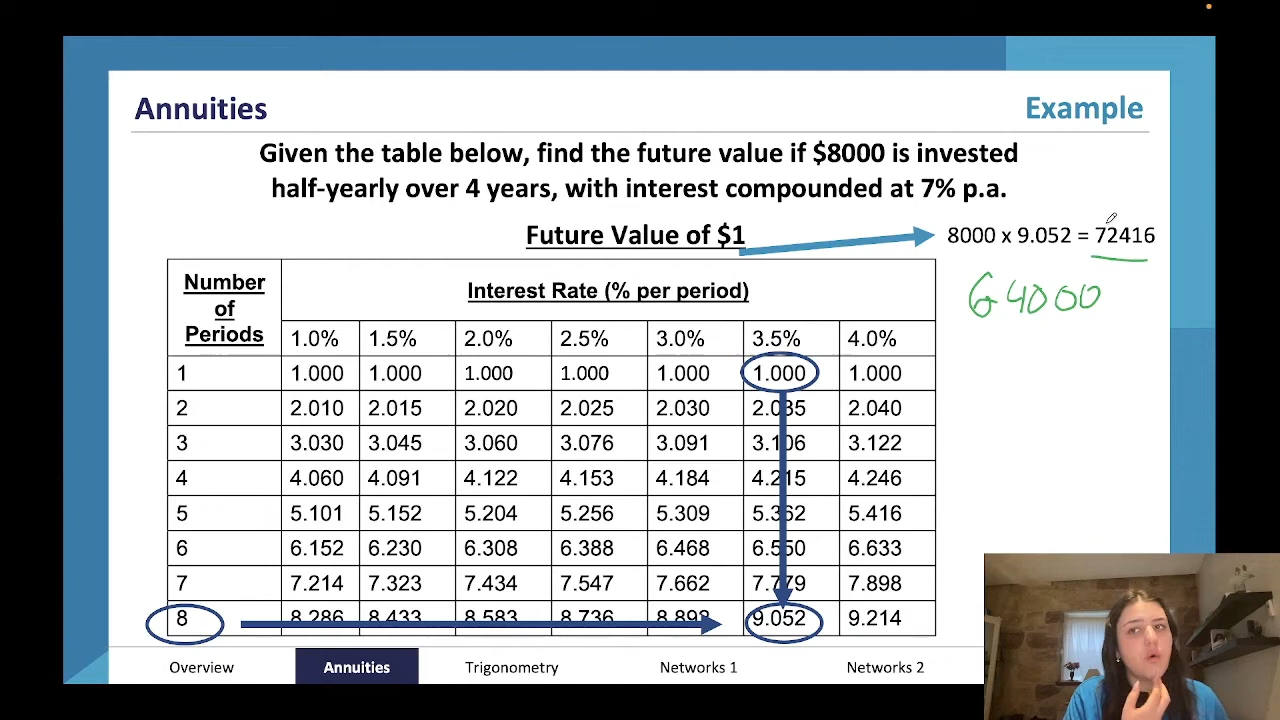 Annuities
Example
Given the table below, find the future value if $8000 is invested
half-yearly over 4 years, with interest compounded at 7% p.a.
Future Value of $1
8000 x 9.052 = 72416
64000
Number of Periods
Interest Rate (% per period)
1.0% 1.5% 2.0% 2.5% 3.0% 3.5% 4.0%
1 1.000 1.000 1.000 1.000 1.000 1.000 1.000
2 2.010 2.015 2.020 2.025 2.030 2.035 2.040
3 3.030 3.045 3.060 3.076 3.091 3.106 3.122
4 4.060 4.091 4.122 4.153 4.184 4.215 4.246
5 5.101 5.152 5.204 5.256 5.309 5.362 5.416
6 6.152 6.230 6.308 6.388 6.468 6.550 6.633
7 7.214 7.323 7.434 7.547 7.662 7.779 7.898
8 8.286 8.433 8.583 8.736 8.892 9.052 9.214
Overview Annuities Trigonometry Networks 1 Networks 2